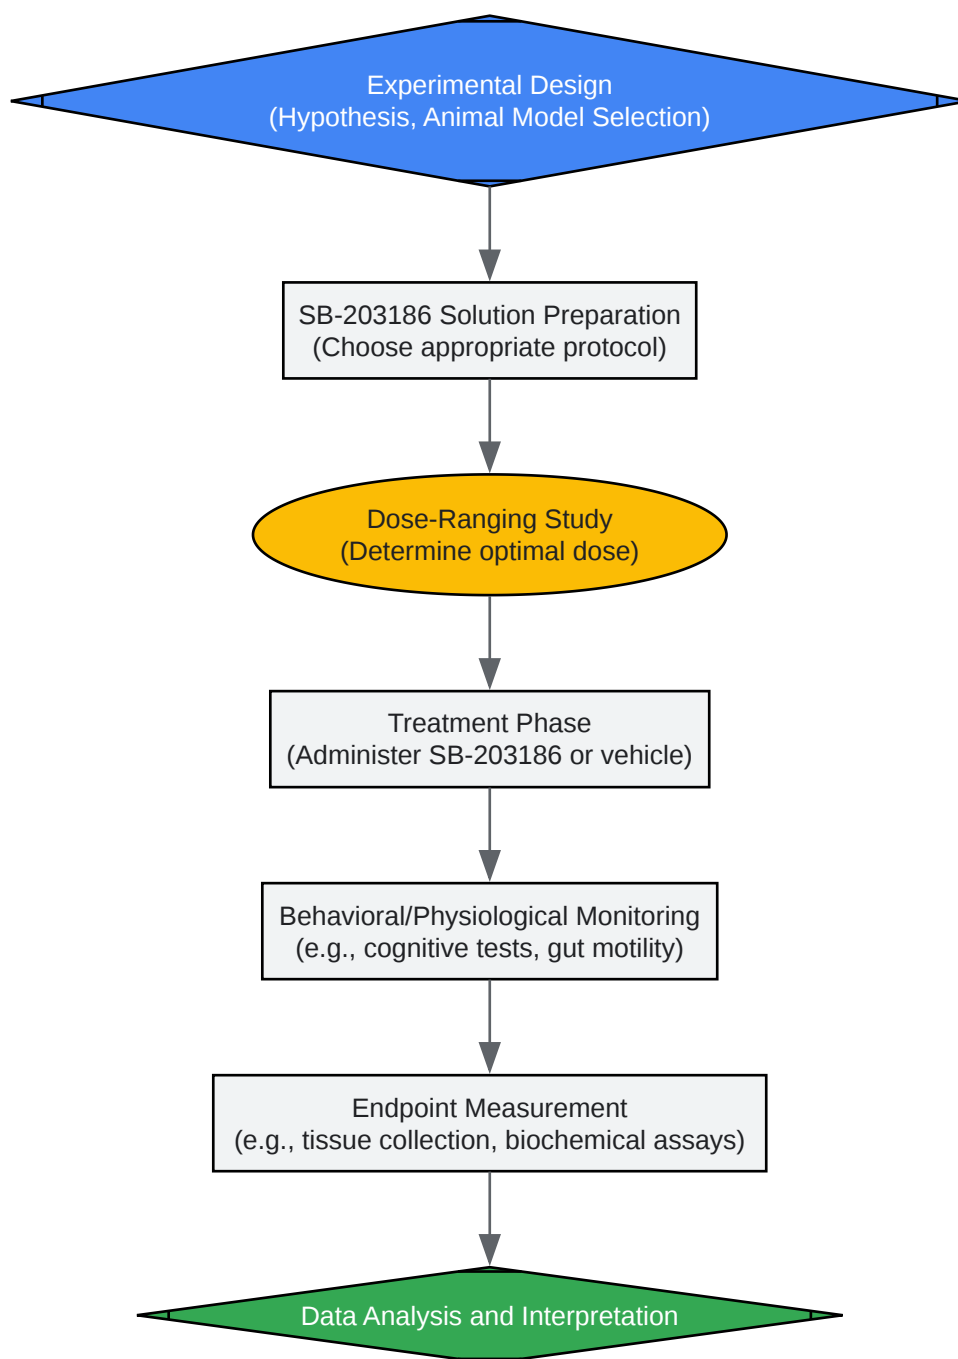 Experimental Design
(Hypothesis, Animal Model Selection)
SB-203186 Solution Preparation
(Choose appropriate protocol)
Dose-Ranging Study
(Determine optimal dose)
Treatment Phase
(Administer SB-203186 or vehicle)
Behavioral/Physiological Monitoring
(e.g., cognitive tests, gut motility)
Endpoint Measurement
(e.g., tissue collection, biochemical assays)
Data Analysis and Interpretation